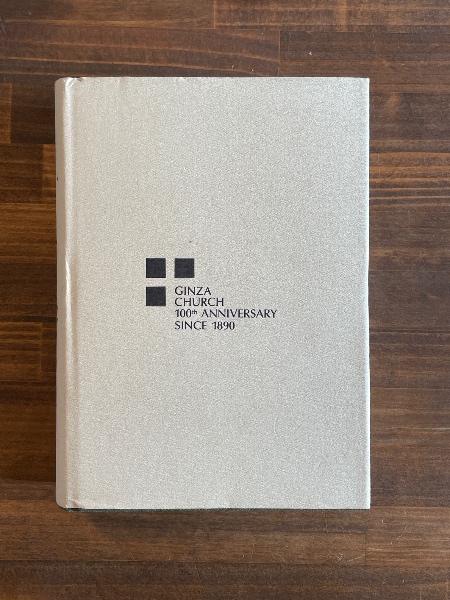 GINZA
CHURCH
100th ANNIVERSARY
SINCE 1890